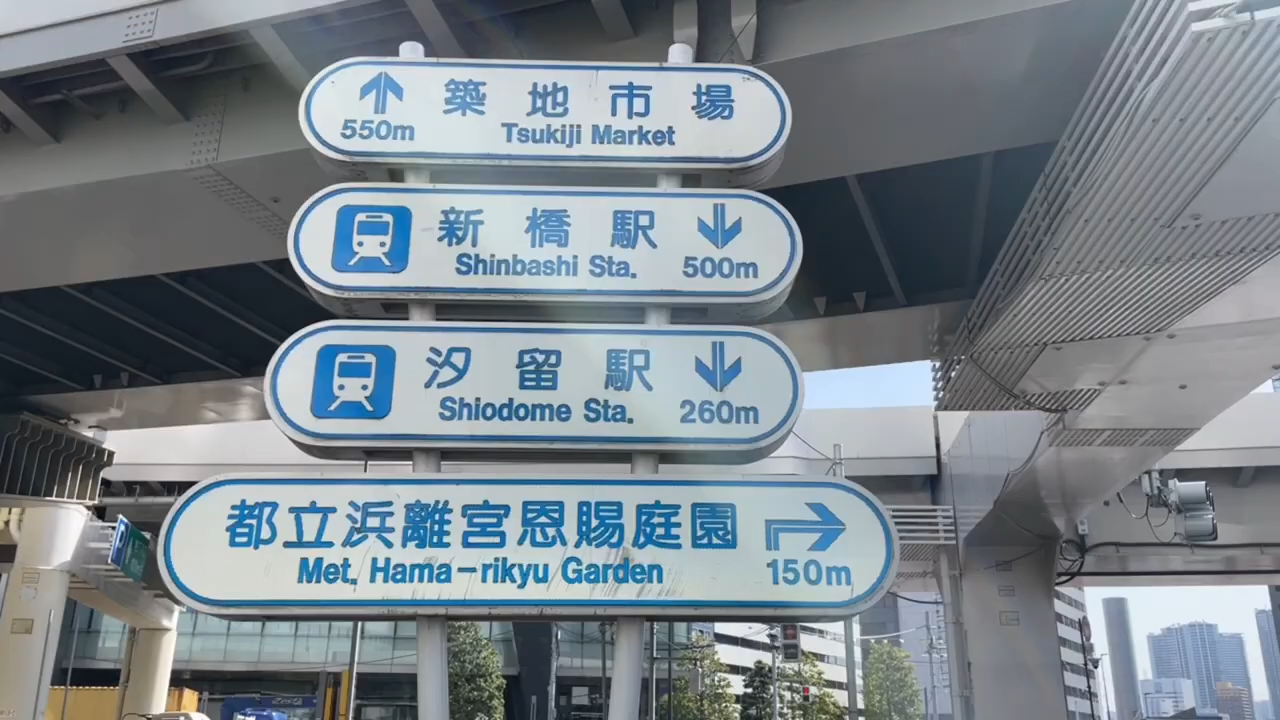 築地市場
550m Tsukiji Market
新橋駅
Shinbashi Sta. 500m
汐留駅
Shiodome Sta. 260m
都立浜離宮恩賜庭園
Met. Hama-rikyu Garden 150m
P